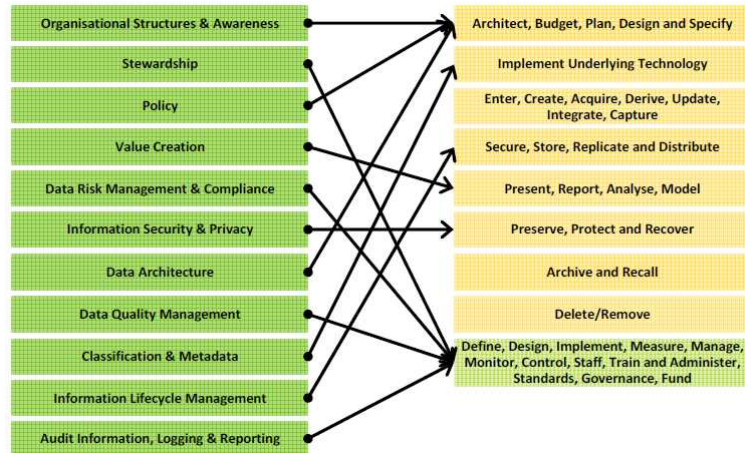 Organisational Structures & Awareness
Stewardship
Policy
Value Creation
Data Risk Management & Compliance
Information Security & Privacy
Data Architecture
Data Quality Management
Classification & Metadata
Information Lifecycle Management
Audit Information, Logging & Reporting
Architect, Budget, Plan, Design and Specify
Implement Underlying Technology
Enter, Create, Acquire, Derive, Update,
Integrate, Capture
Secure, Store, Replicate and Distribute
Present, Report, Analyse, Model
Preserve, Protect and Recover
Archive and Recall
Delete/Remove
Define, Design, Implement, Measure, Manage,
Monitor, Control, Staff, Train and Administer,
Standards, Governance, Fund